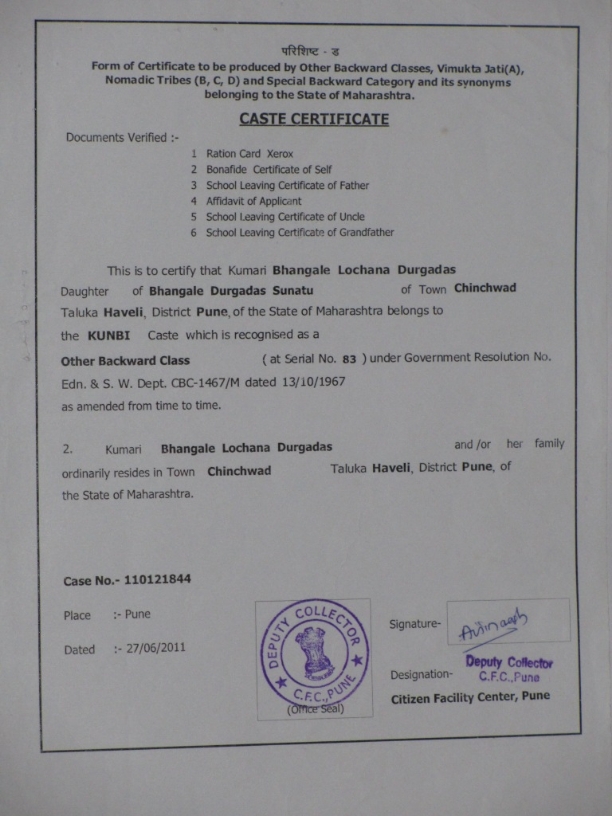 परिशिष्ट - ड
Form of Certificate to be produced by Other Backward Classes, Vimukta Jati(A),
Nomadic Tribes (B, C, D) and Special Backward Category and its synonyms
belonging to the State of Maharashtra.
CASTE CERTIFICATE
Documents Verified :-
1 Ration Card Xerox
2 Bonafide Certificate of Self
3 School Leaving Certificate of Father
4 Affidavit of Applicant
5 School Leaving Certificate of Uncle
6 School Leaving Certificate of Grandfather
This is to certify that Kumari Bhangale Lochana Durgadas
Daughter of Bhangale Durgadas Sunatu of Town Chinchwad
Taluka Haveli, District Pune, of the State of Maharashtra belongs to
the KUNBI Caste which is recognised as a
Other Backward Class ( at Serial No. 83 ) under Government Resolution No.
Edn. & S. W. Dept. CBC-1467/M dated 13/10/1967
as amended from time to time.
2. Kumari Bhangale Lochana Durgadas and /or her family
ordinarily resides in Town Chinchwad Taluka Haveli, District Pune, of
the State of Maharashtra.
Case No.- 110121844
Place :- Pune
Dated :- 27/06/2011
DEPUTY COLLECTOR
C.F.C., PUNE
(Office Seal)
Signature-
Designation-
Deputy Collector
C.F.C., Pune
Citizen Facility Center, Pune